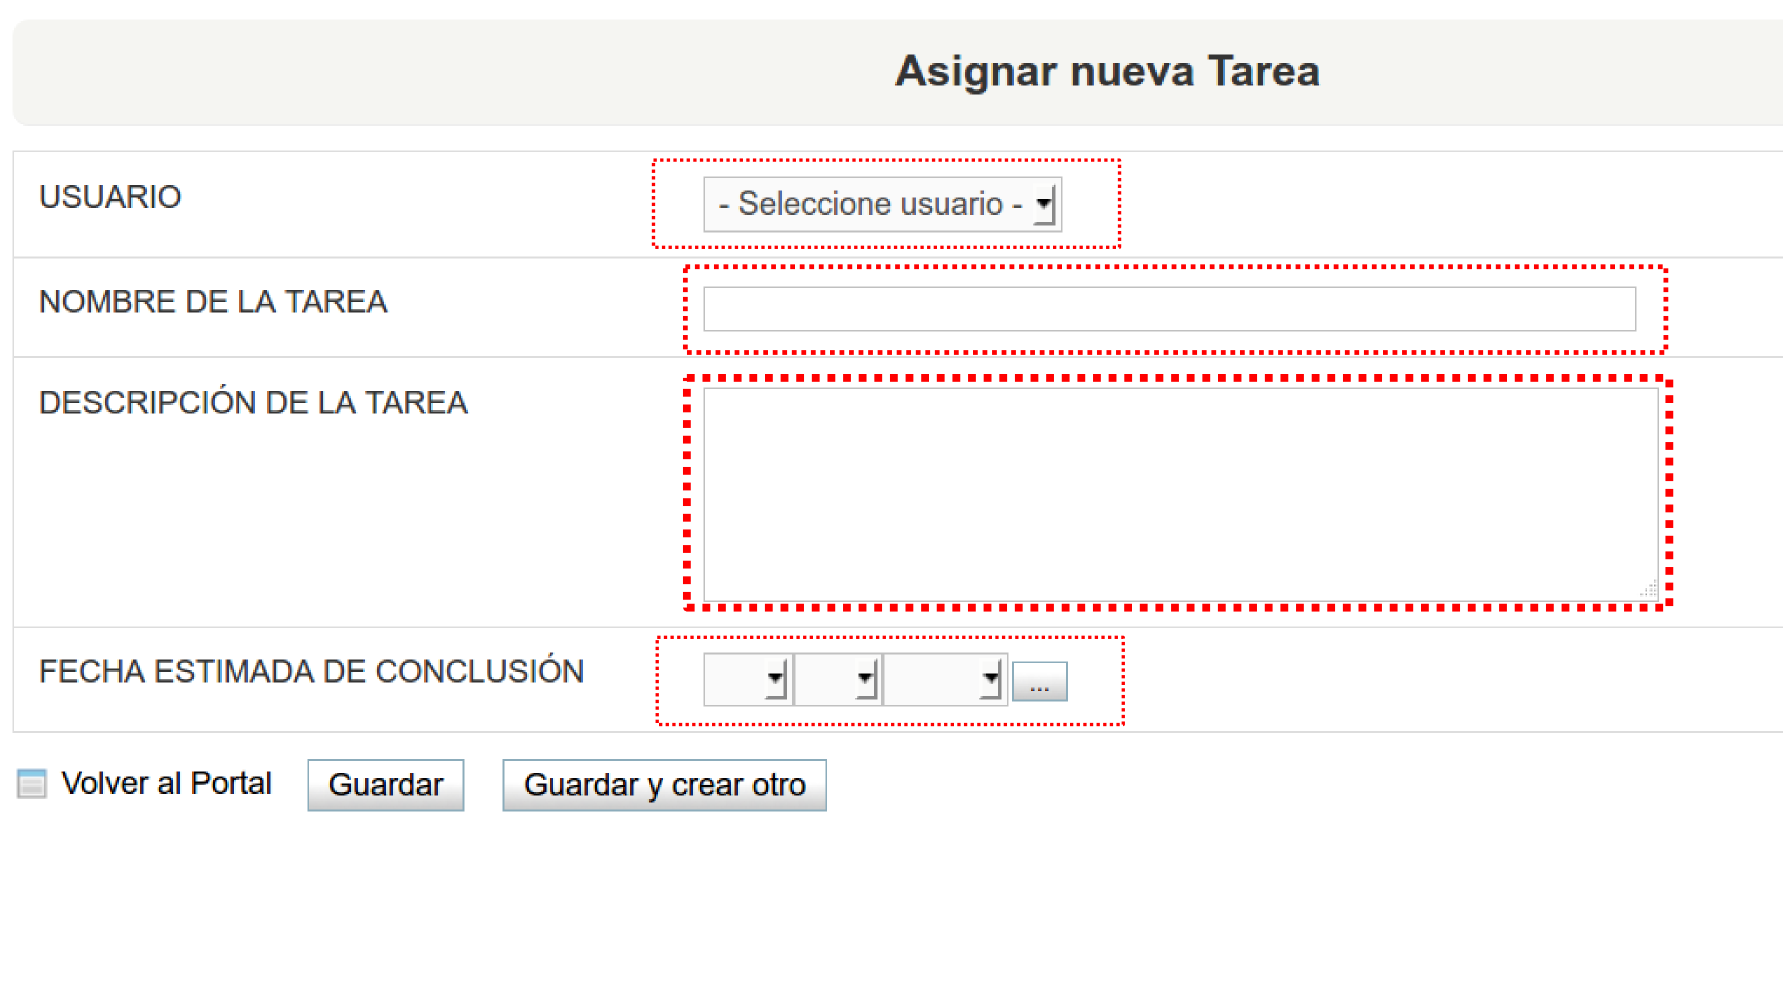 Asignar nueva Tarea
USUARIO
- Seleccione usuario -
NOMBRE DE LA TAREA
DESCRIPCIÓN DE LA TAREA
FECHA ESTIMADA DE CONCLUSIÓN
...
Volver al Portal Guardar Guardar y crear otro